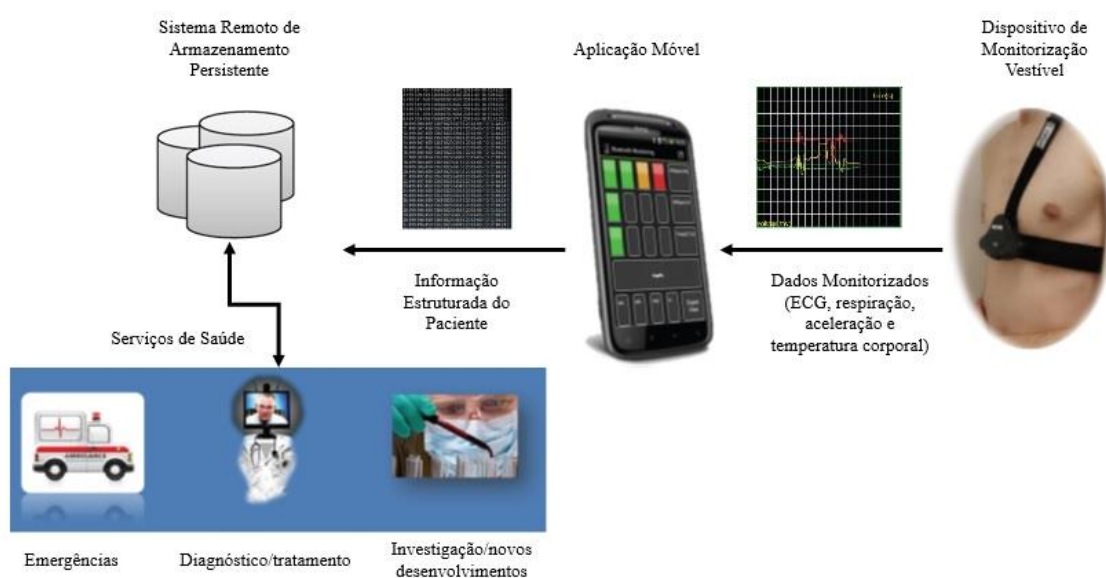 Sistema Remoto de
Armazenamento
Persistente
Aplicação Móvel
Dispositivo de
Monitorização
Vestível
Informação
Estruturada do
Paciente
Dados Monitorizados
(ECG, respiração,
aceleração e
temperatura corporal)
Serviços de Saúde
AMBULANCE
Emergências
Diagnóstico/tratamento
Investigação/novos
desenvolvimentos